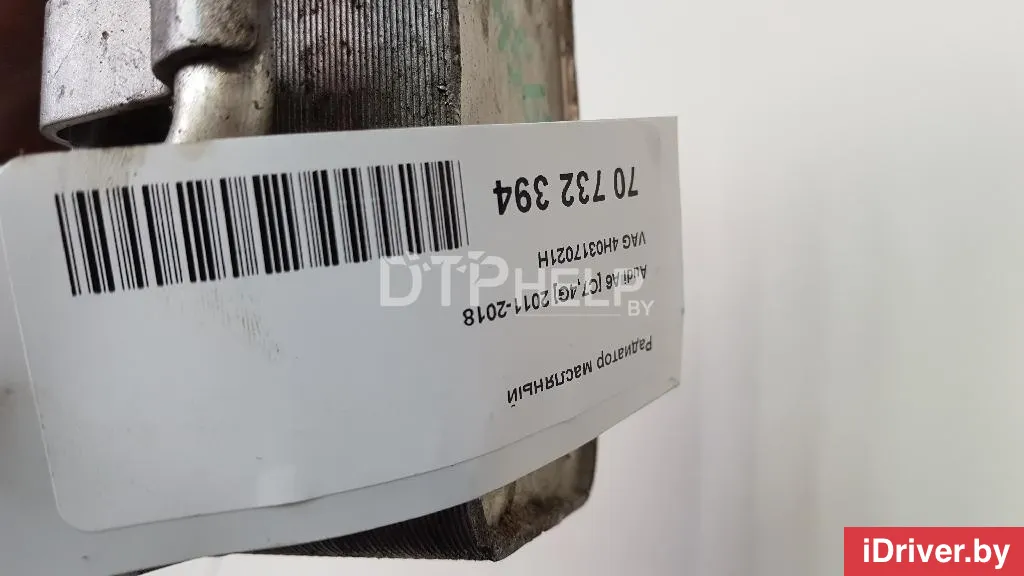 Радиатор масляный
Audi A6 [C7,4G] 2011-2018
VAG 4H0317021H
70 732 394
DTPHELP
BY
iDriver.by